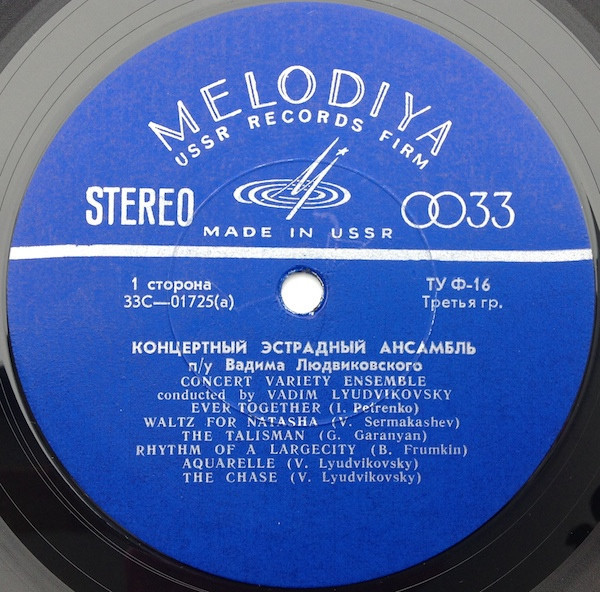 MELODIYA
USSR RECORDS FIRM
STEREO
MADE IN USSR
OO33
1 сторона
33С—01725(а)
ТУ Ф-16
Третья гр.
КОНЦЕРТНЫЙ ЭСТРАДНЫЙ АНСАМБЛЬ
п/у Вадима Людвиковского
CONCERT VARIETY ENSEMBLE
conducted by VADIM LYUDVIKOVSKY
EVER TOGETHER (I. Petrenko)
WALTZ FOR NATASHA (V. Sermakashev)
THE TALISMAN (G. Garanyan)
RHYTHM OF A LARGECITY (B. Frumkin)
AQUARELLE (V. Lyudvikovsky)
THE CHASE (V. Lyudvikovsky)